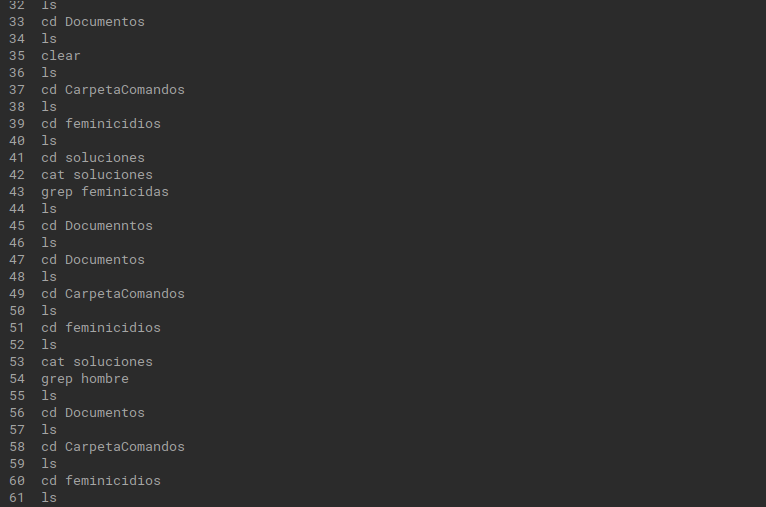 32 ls
33 cd Documentos
34 ls
35 clear
36 ls
37 cd CarpetaComandos
38 ls
39 cd feminicidios
40 ls
41 cd soluciones
42 cat soluciones
43 grep feminicidas
44 ls
45 cd Documenntos
46 ls
47 cd Documentos
48 ls
49 cd CarpetaComandos
50 ls
51 cd feminicidios
52 ls
53 cat soluciones
54 grep hombre
55 ls
56 cd Documentos
57 ls
58 cd CarpetaComandos
59 ls
60 cd feminicidios
61 ls